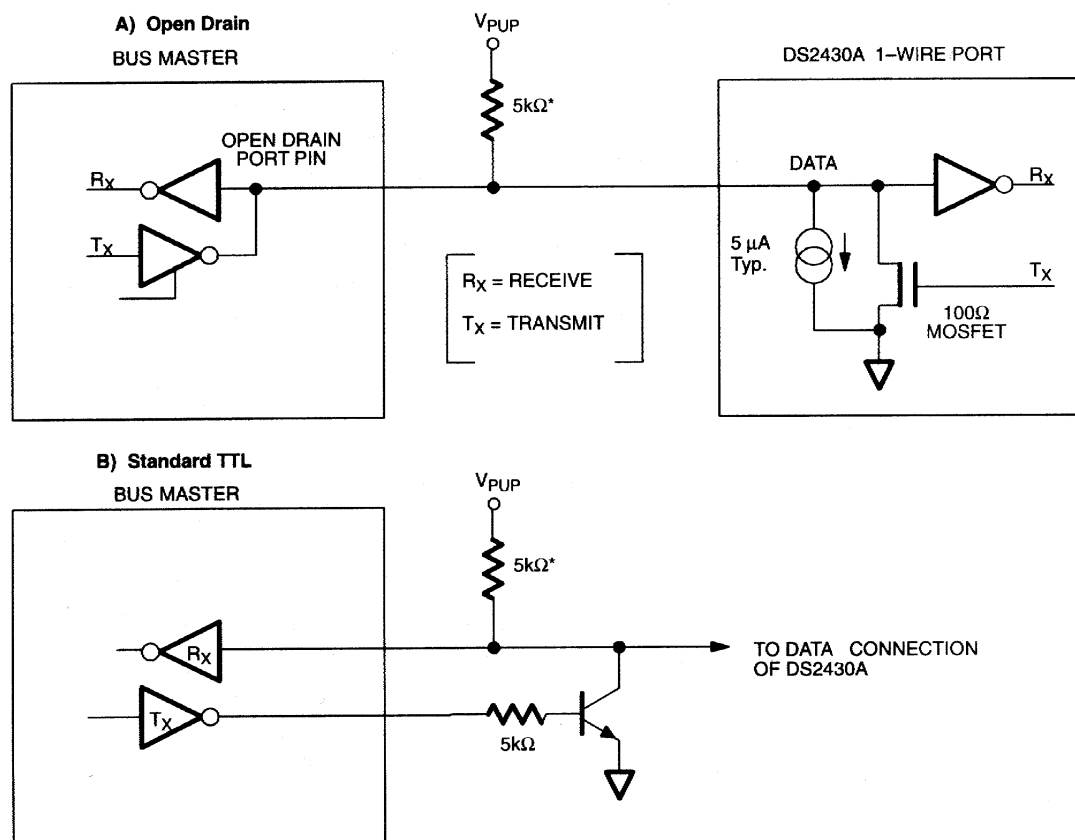 A) Open Drain
BUS MASTER
VPUP
DS2430A 1–WIRE PORT
5kΩ*
OPEN DRAIN
PORT PIN
RX
TX
DATA
RX
5 μA
Typ.
TX
100Ω
MOSFET
RX = RECEIVE
TX = TRANSMIT
B) Standard TTL
BUS MASTER
VPUP
5kΩ*
RX
TX
5kΩ
TO DATA CONNECTION
OF DS2430A